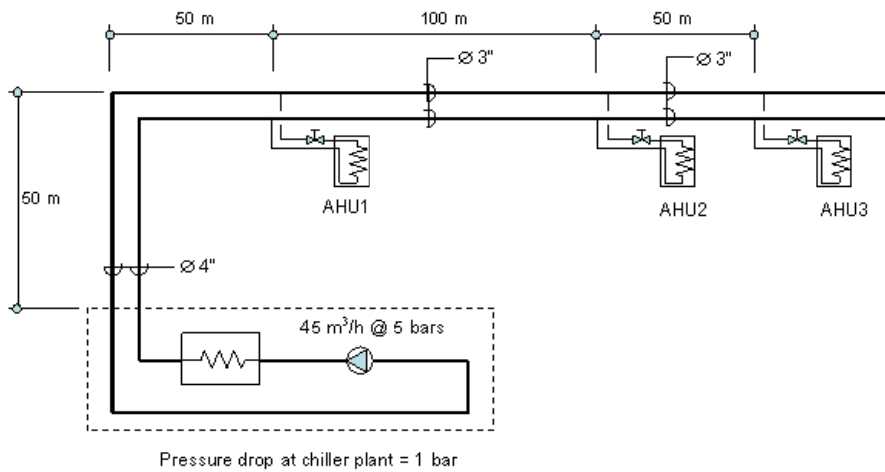 50 m
100 m
50 m
Ø 3"
Ø 3"
50 m
AHU1
AHU2
AHU3
Ø 4"
45 m³/h @ 5 bars
Pressure drop at chiller plant = 1 bar